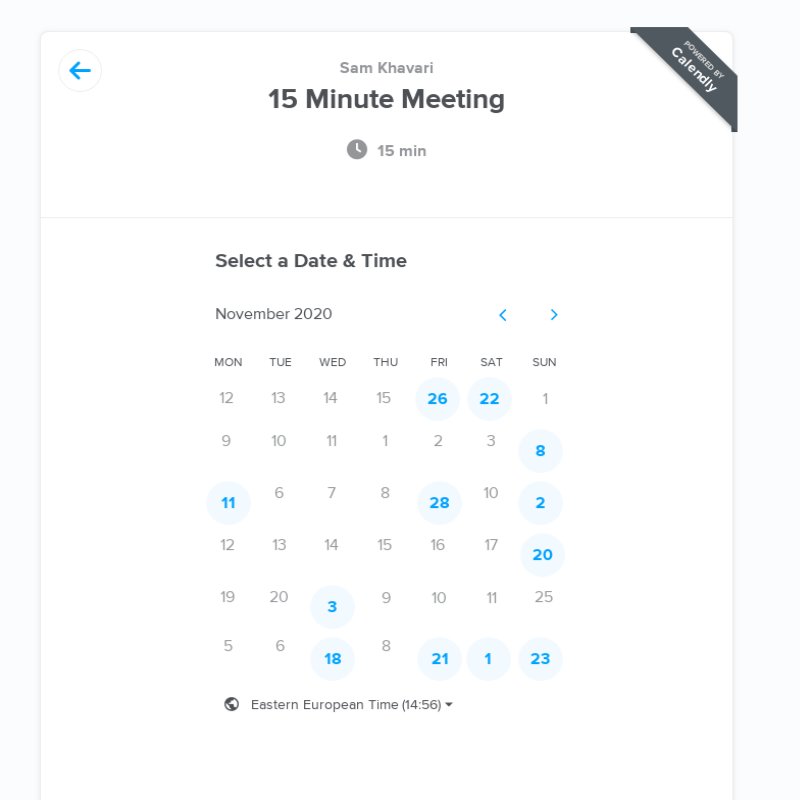 POWERED BY
Calendly
Sam Khavari
15 Minute Meeting
15 min
Select a Date & Time
November 2020
MON TUE WED THU FRI SAT SUN
12 13 14 15 26 22 1
9 10 11 1 2 3 8
11 6 7 8 28 10 2
12 13 14 15 16 17 20
19 20 3 9 10 11 25
5 6 18 8 21 1 23
Eastern European Time (14:56)